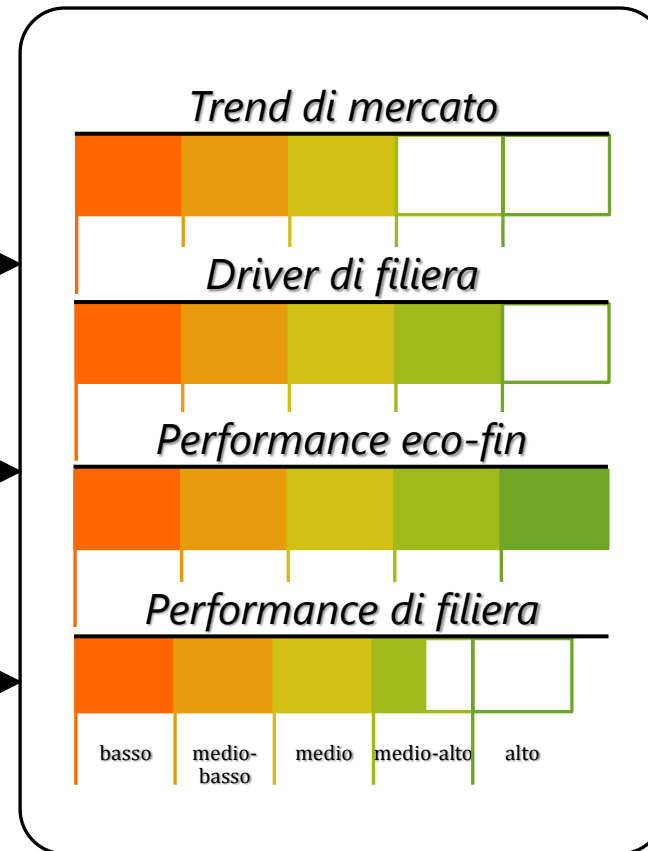 Trend di mercato
Driver di filiera
Performance eco-fin
Performance di filiera
basso medio- medio medio-alto alto
basso